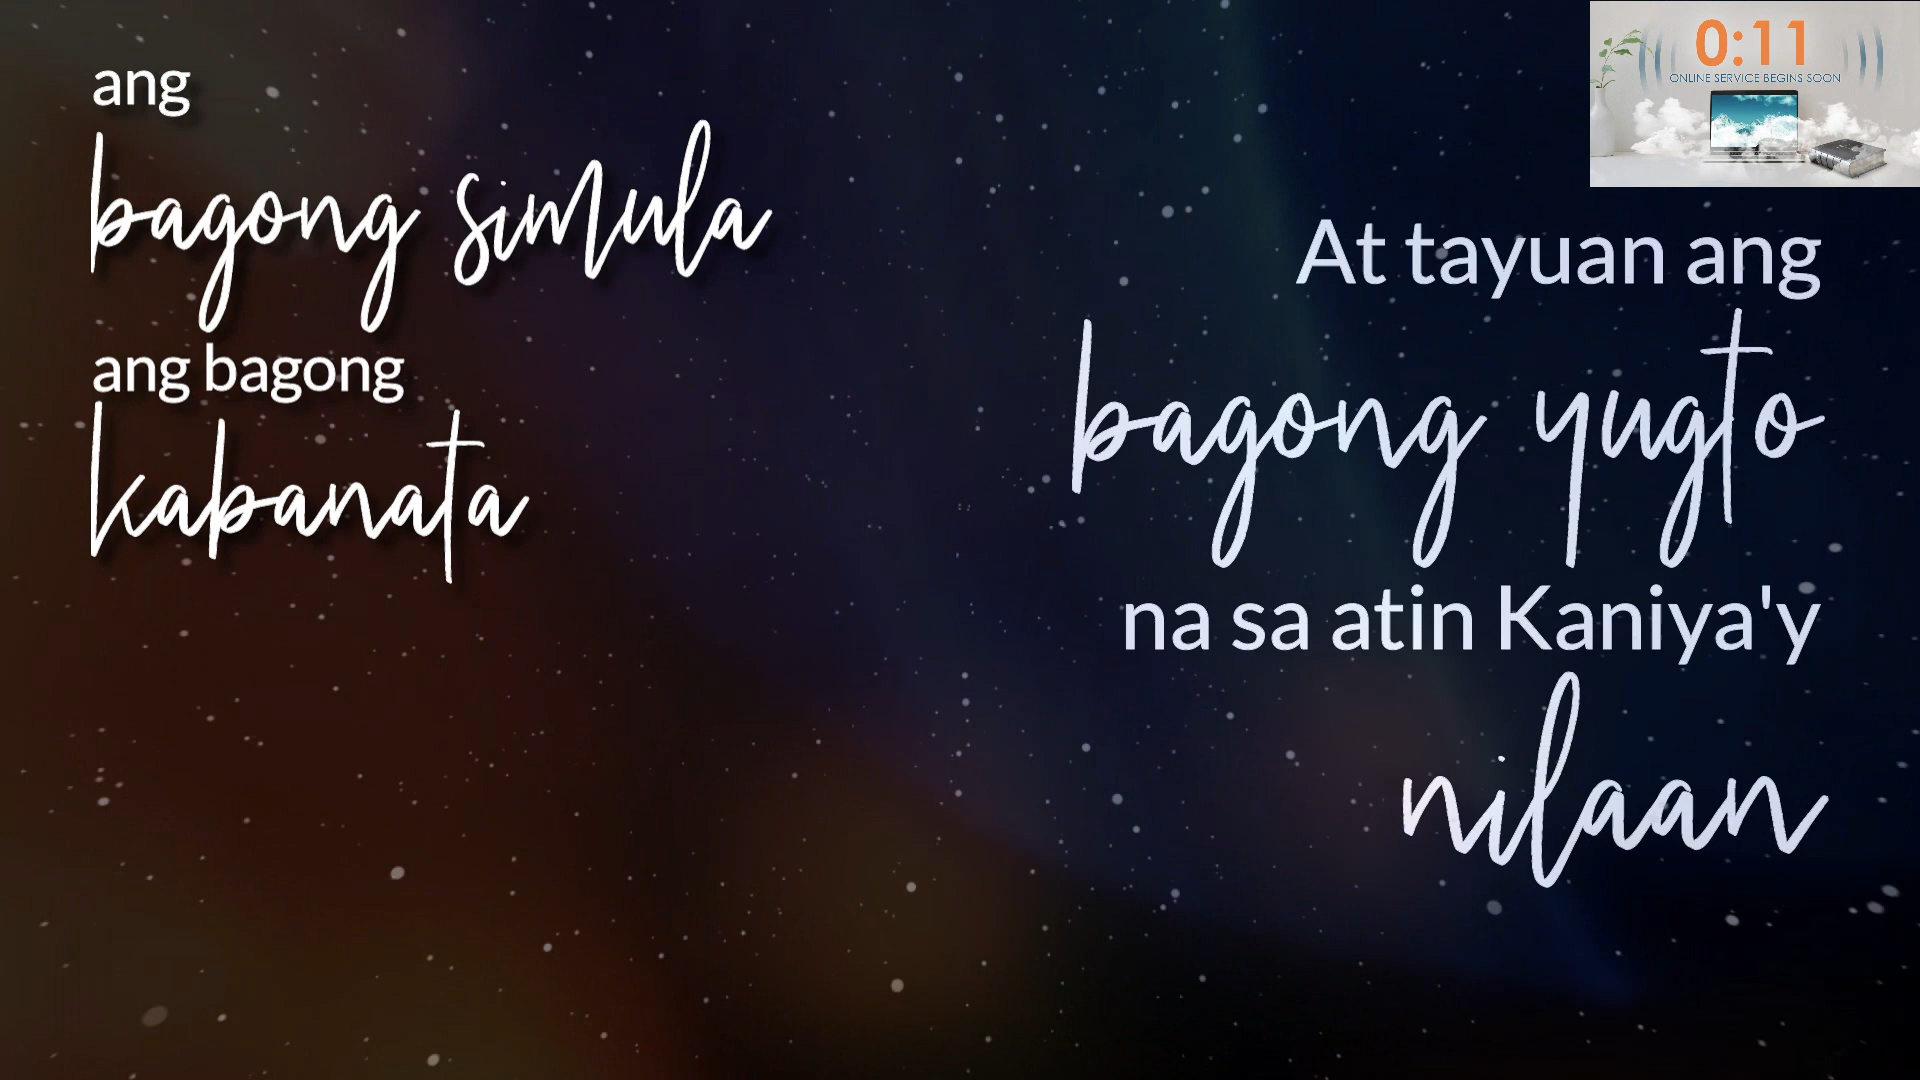 ang
bagong simula
ang bagong
kabanata
0:11
ONLINE SERVICE BEGINS SOON
At tayuan ang
bagong yugto
na sa atin Kaniya'y
nilaan